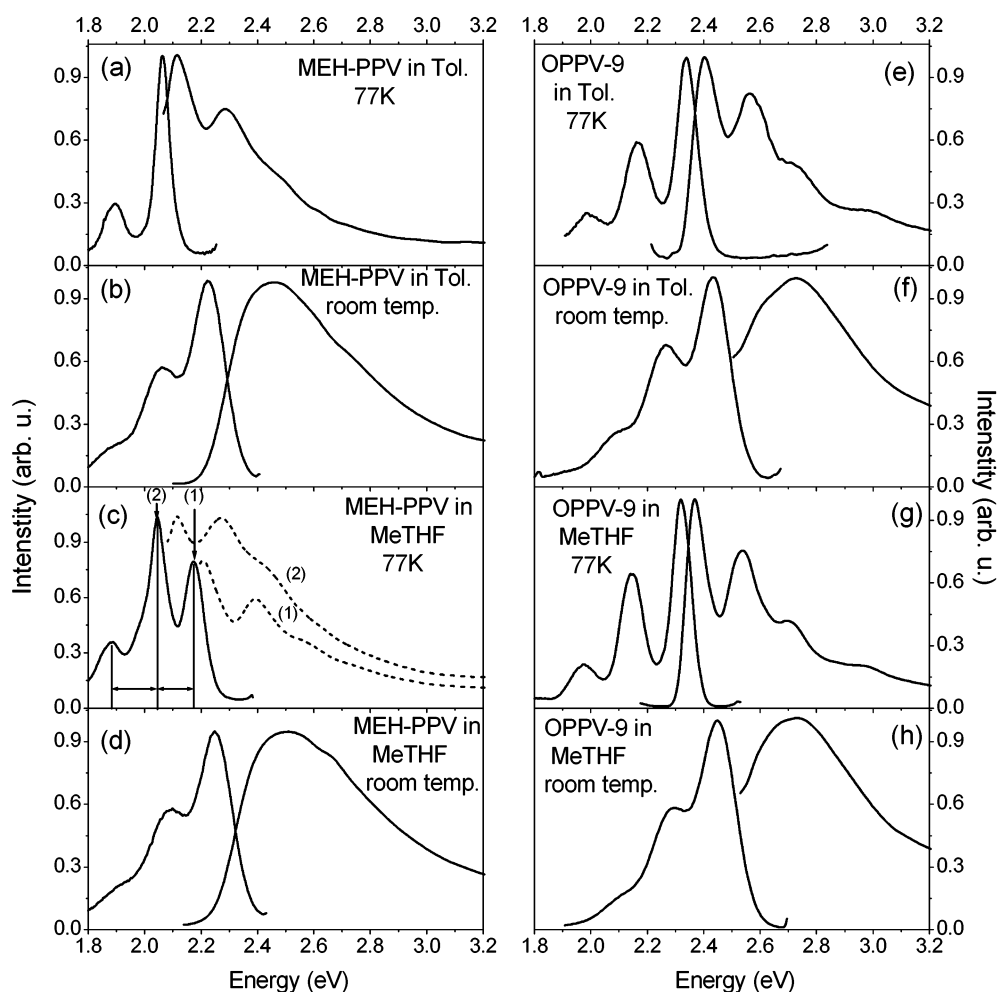 1.8 2.0 2.2 2.4 2.6 2.8 3.0 3.2
1.8 2.0 2.2 2.4 2.6 2.8 3.0 3.2
(a)
MEH-PPV in Tol.
77K
0.9
0.6
0.3
0.0
(b)
MEH-PPV in Tol.
room temp.
0.9
0.6
0.3
0.0
(c)
(2)
(1)
MEH-PPV in
MeTHF
77K
(2)
(1)
0.9
0.6
0.3
0.0
(d)
MEH-PPV in
MeTHF
room temp.
0.9
0.6
0.3
0.0
1.8 2.0 2.2 2.4 2.6 2.8 3.0 3.2
Energy (eV)
Intenstity (arb. u.)
OPPV-9
in Tol.
77K
(e)
0.9
0.6
0.3
0.0
OPPV-9 in Tol.
room temp.
(f)
0.9
0.6
0.3
0.0
OPPV-9 in
MeTHF
77K
(g)
0.9
0.6
0.3
0.0
OPPV-9 in
MeTHF
room temp.
(h)
0.9
0.6
0.3
0.0
1.8 2.0 2.2 2.4 2.6 2.8 3.0 3.2
Energy (eV)
Intenstity (arb. u.)